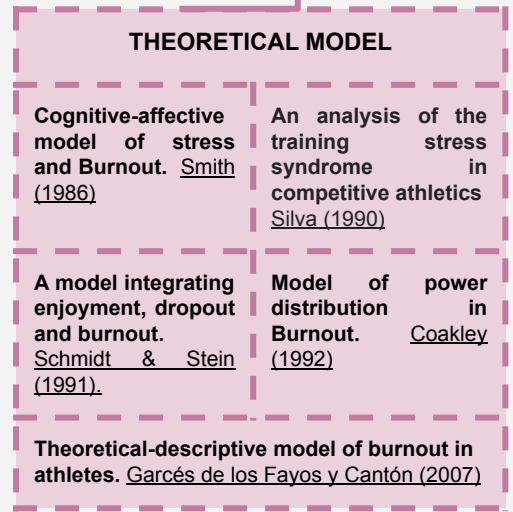 THEORETICAL MODEL
Cognitive-affective
model of stress
and Burnout. Smith
(1986)
An analysis of the
training stress
syndrome in
competitive athletics
Silva (1990)
A model integrating
enjoyment, dropout
and burnout.
Schmidt & Stein
(1991).
Model of power
distribution in
Burnout. Coakley
(1992)
Theoretical-descriptive model of burnout in
athletes. Garcés de los Fayos y Cantón (2007)